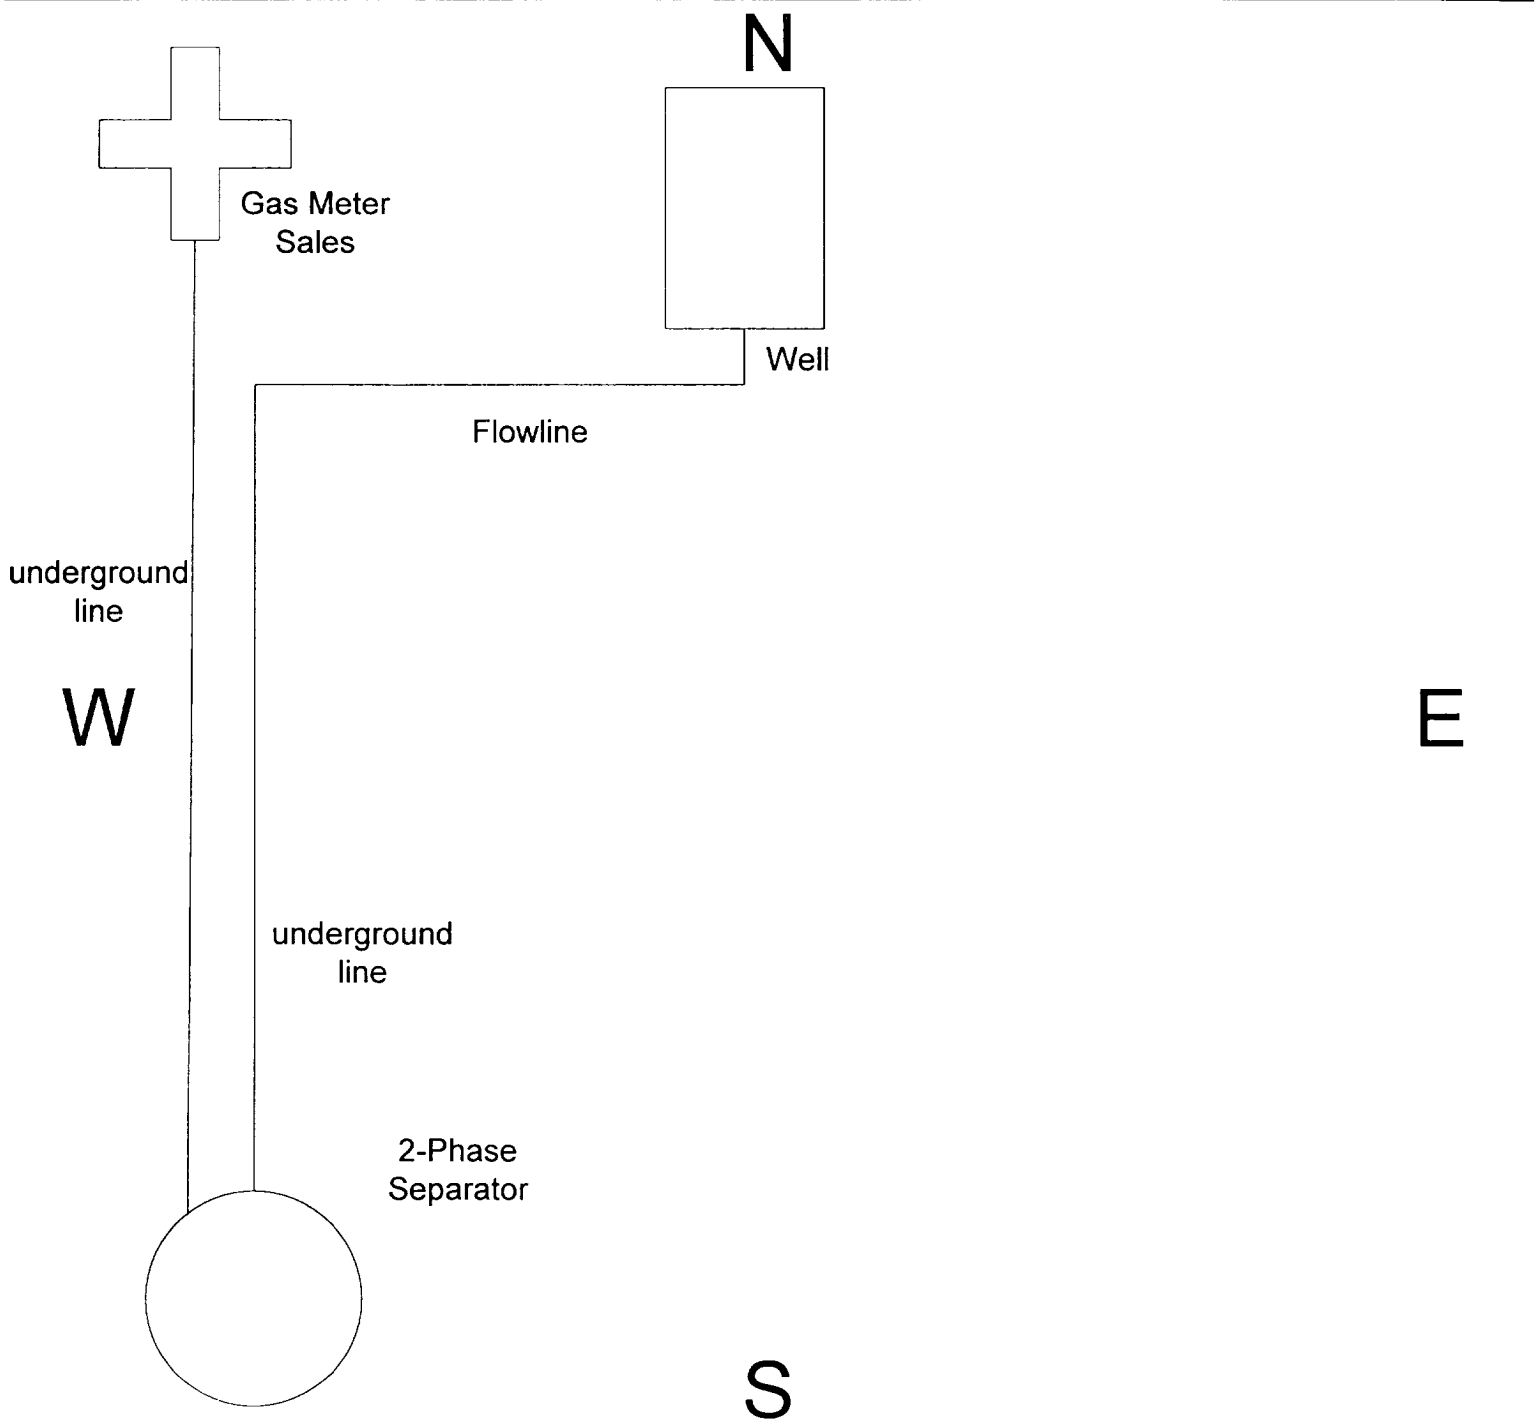 N
Gas Meter
Sales
Well
Flowline
underground
line
W
E
underground
line
2-Phase
Separator
S